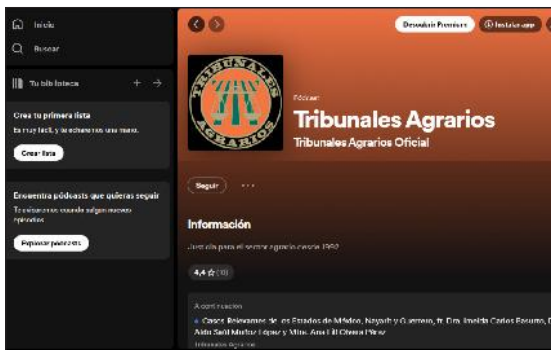 Inicio
Buscar
Tu biblioteca
Crea tu primera lista
Es muy fácil, y te echaremos una mano.
Crear lista
Encuentra pódcasts que quieras seguir
Te avisaremos cuando salgan nuevos
episodios.
Explorar podcasts
Descubrir Premium
Instalar app
TRIBUNALES
AGRARIOS
Pódcast
Tribunales Agrarios
Tribunales Agrarios Oficial
Seguir
Información
Justicia para el sector agrario desde 1992
4,4 (10)
A continuación
Casos Relevantes de los Estados de México, Nayarit y Guerrero, ft. Dra. Imelda Carlos Basurto, D
Aldo Saúl Muñoz López y Mtra. Ana Lilí Olvera Pérez
Tribunales Agrarios